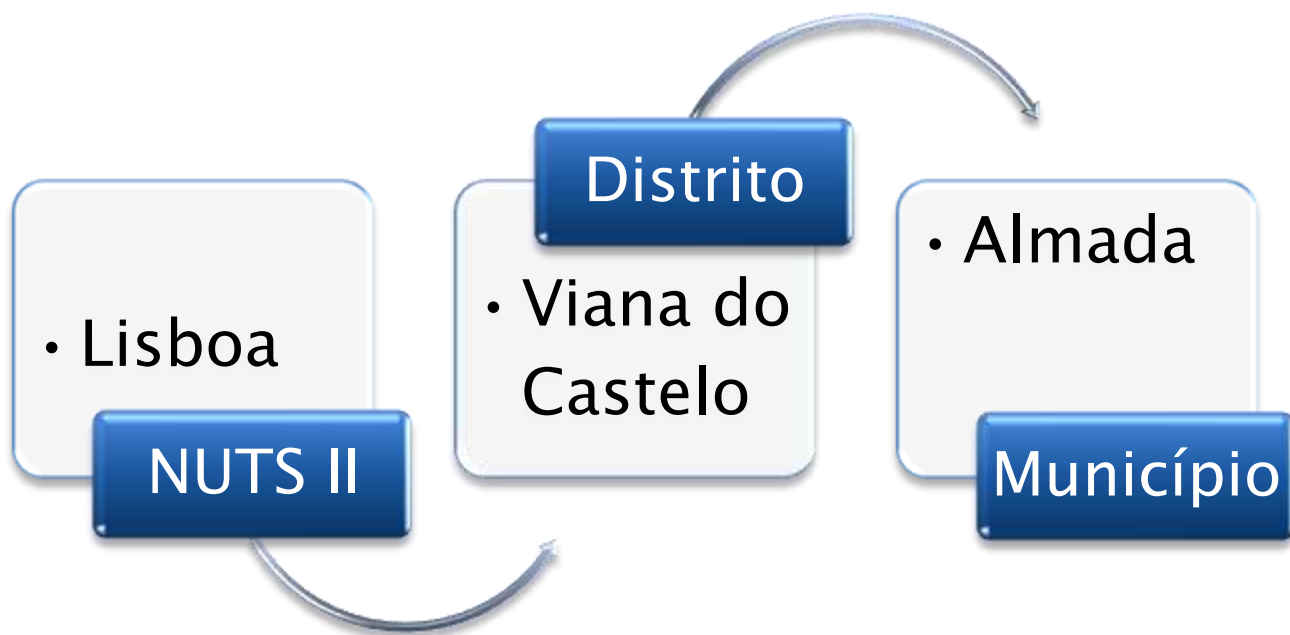 • Lisboa
NUTS II
Distrito
• Viana do
Castelo
• Almada
Município